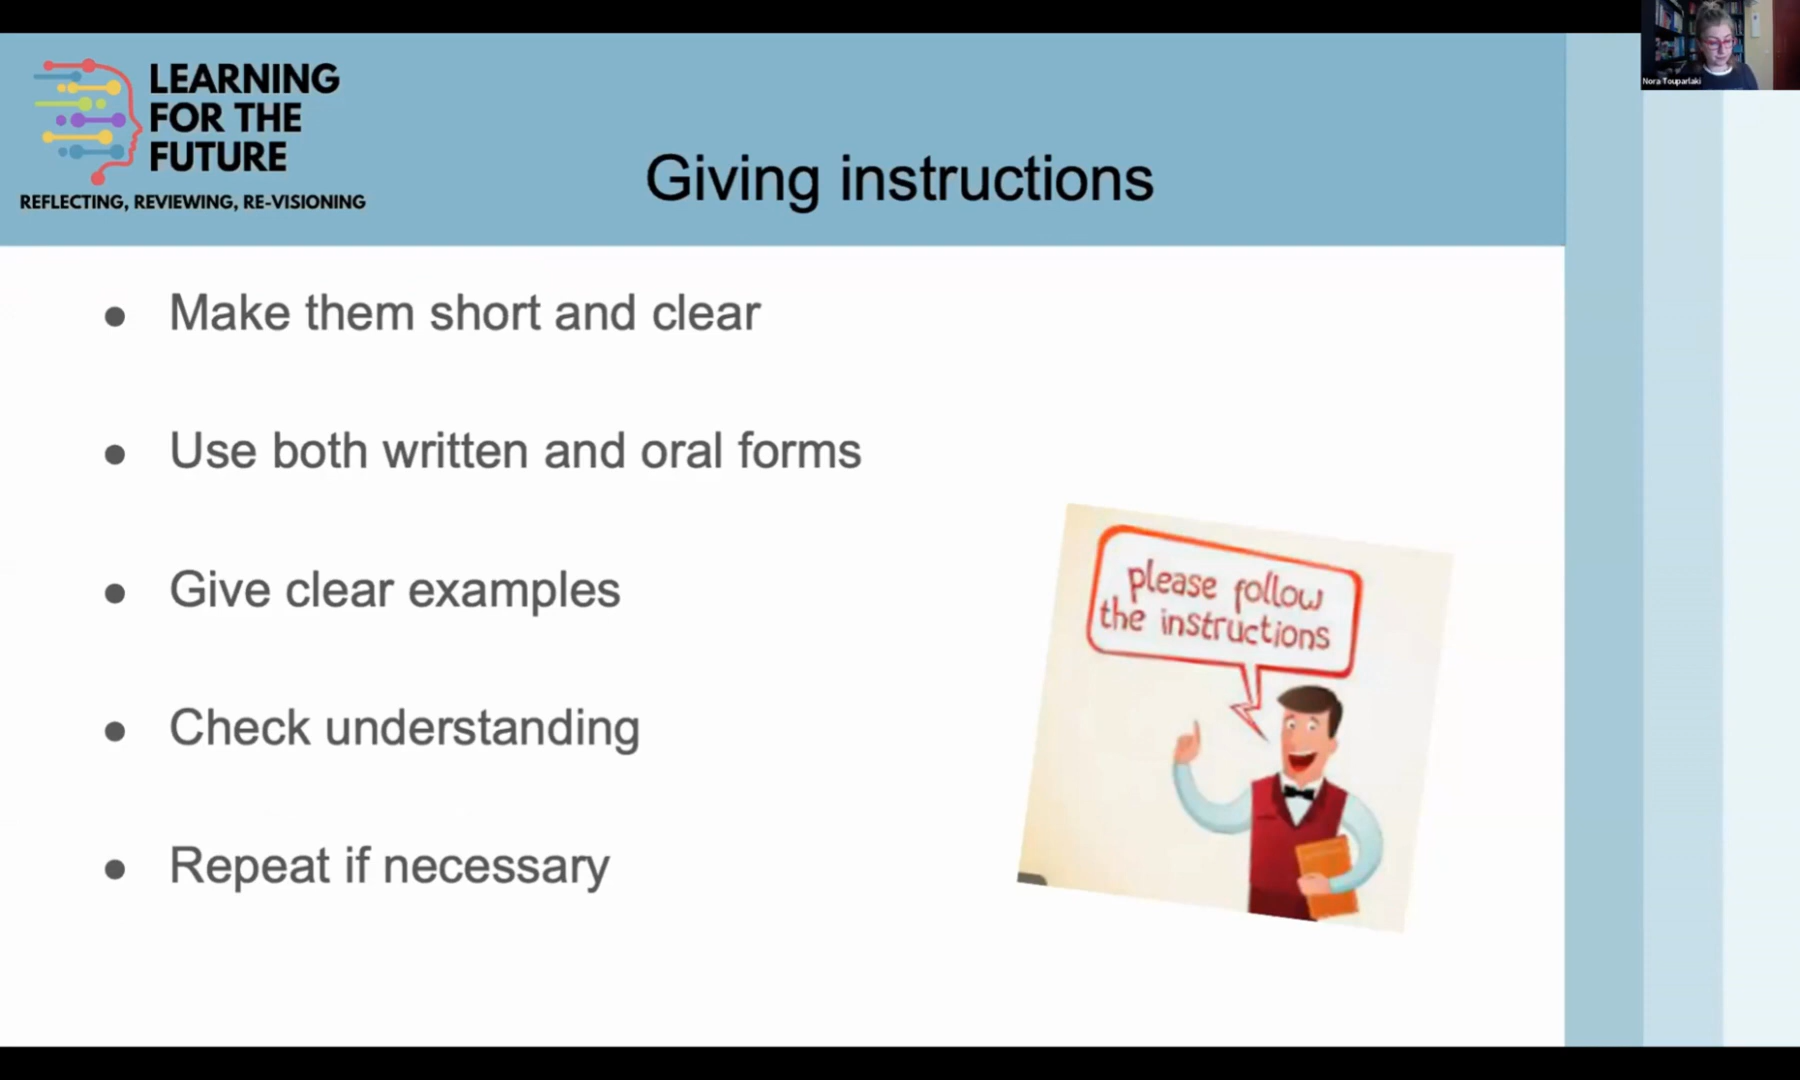 LEARNING
FOR THE
FUTURE
REFLECTING, REVIEWING, RE-VISIONING
Giving instructions
Nora Touparlaki
● Make them short and clear
● Use both written and oral forms
● Give clear examples
● Check understanding
● Repeat if necessary
please follow
the instructions